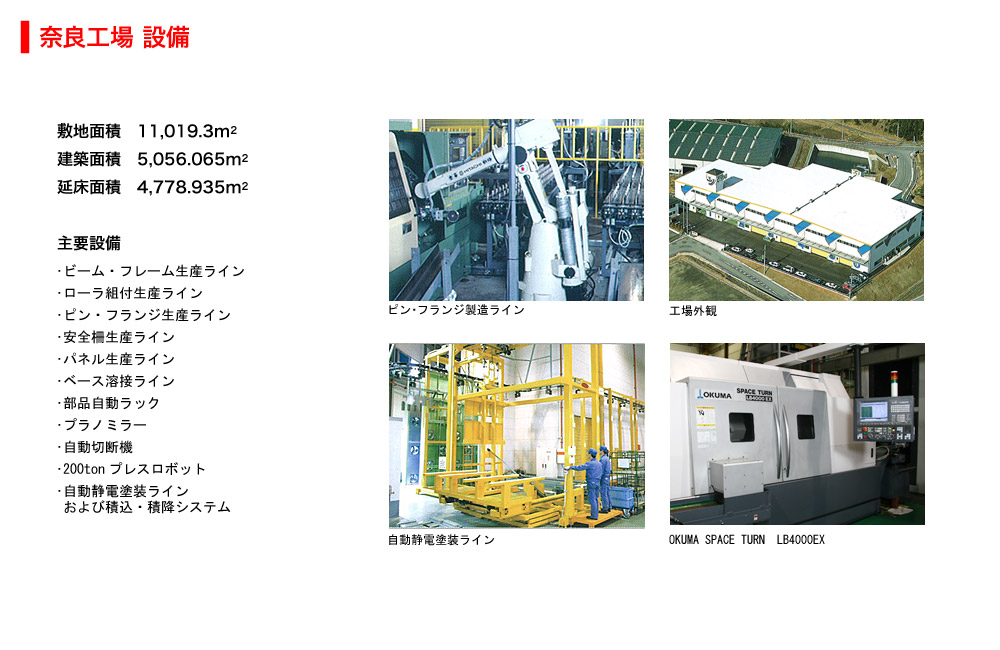 奈良工場 設備
敷地面積 11,019.3m²
建築面積 5,056.065m²
延床面積 4,778.935m²
主要設備
･ビーム・フレーム生産ライン
･ローラ組付生産ライン
･ピン・フランジ生産ライン
･安全柵生産ライン
･パネル生産ライン
･ベース溶接ライン
･部品自動ラック
･プラノミラー
･自動切断機
･200ton プレスロボット
･自動静電塗装ライン
および積込・積降システム
HITACHI
ピン･フランジ製造ライン
工場外観
自動静電塗装ライン
OKUMA
SPACE TURN
LB4000 EX
OKUMA SPACE TURN LB4000EX